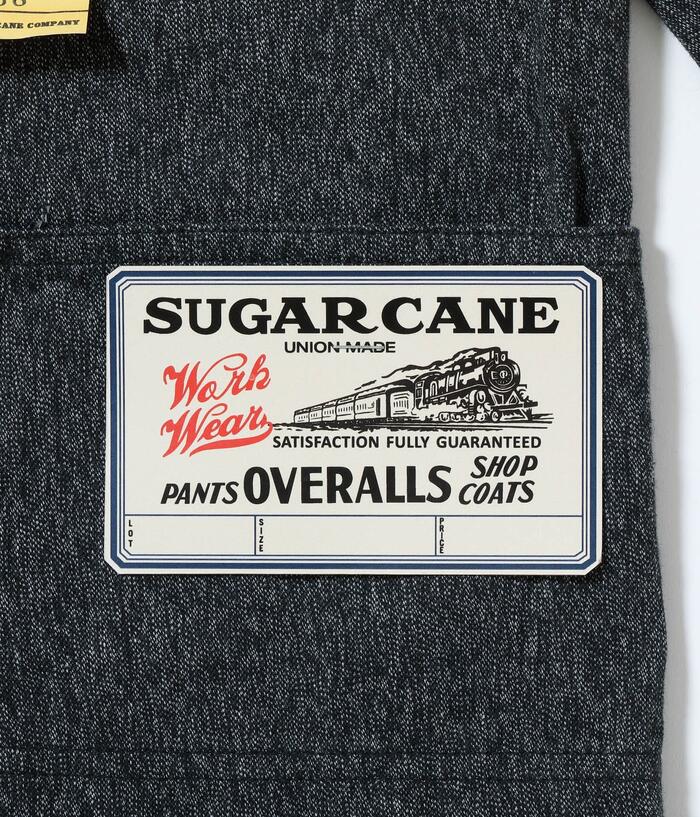 CANE COMPANY
SUGAR CANE
UNION MADE
Work
Wear
SATISFACTION FULLY GUARANTEED
PANTS OVERALLS SHOP COATS
LOT SIZE PRICE